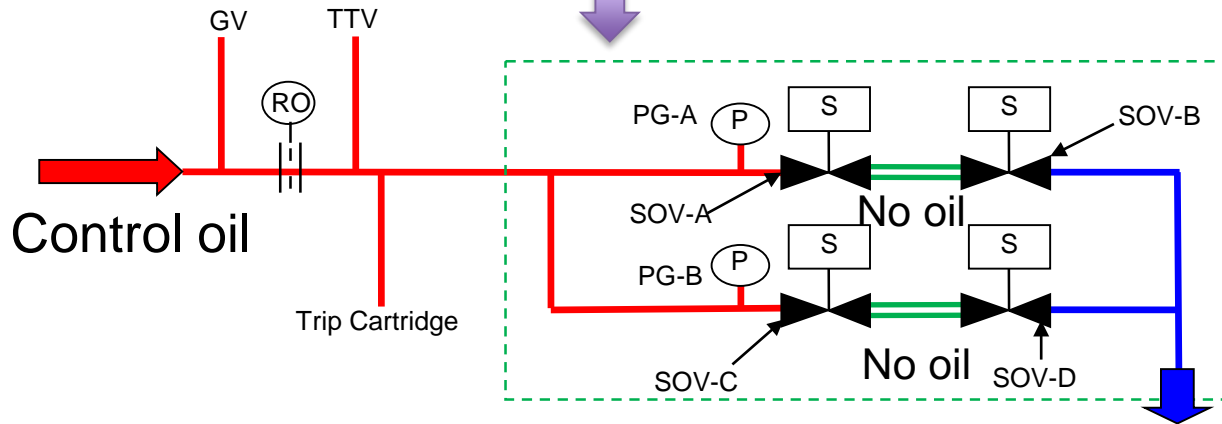 GV
TTV
RO
PG-A
P
S
S
SOV-B
SOV-A
No oil
Control oil
PG-B
P
S
S
Trip Cartridge
SOV-C
No oil
SOV-D